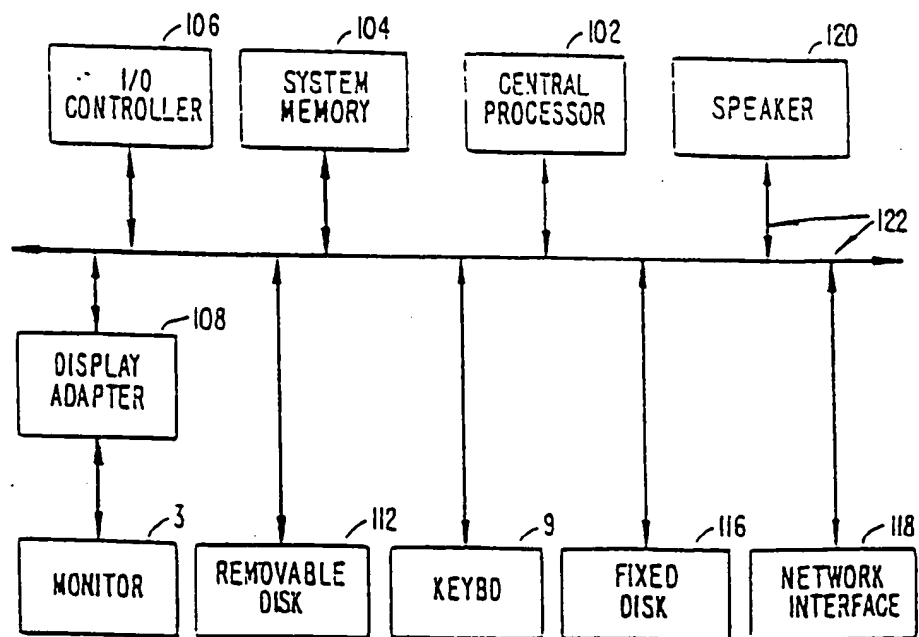 106
I/O
CONTROLLER
104
SYSTEM
MEMORY
102
CENTRAL
PROCESSOR
120
SPEAKER
122
108
DISPLAY
ADAPTER
3
MONITOR
112
REMOVABLE
DISK
9
KEYBD
116
FIXED
DISK
118
NETWORK
INTERFACE